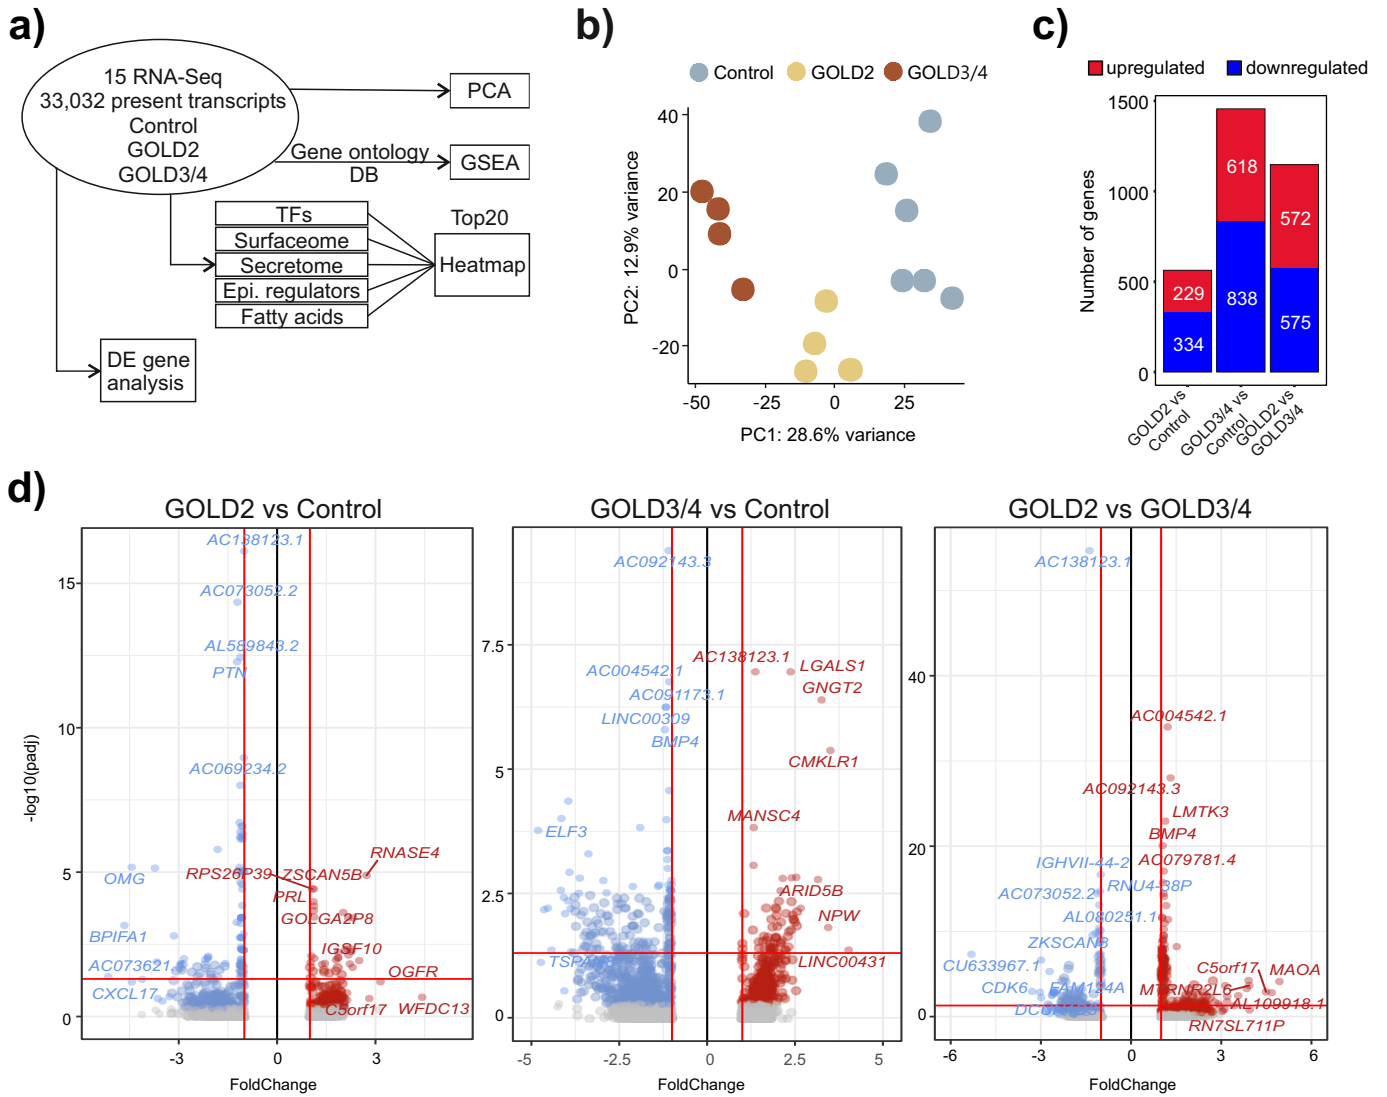 a)
15 RNA-Seq
33,032 present transcripts
Control
GOLD2
GOLD3/4
PCA
Gene ontology
DB
GSEA
TFs
Surfaceome
Secretome
Epi. regulators
Fatty acids
Top20
Heatmap
DE gene
analysis
b)
Control GOLD2 GOLD3/4
PC2: 12.9% variance
40
20
0
-20
-50 -25 0 25
PC1: 28.6% variance
c)
upregulated downregulated
Number of genes
1500
1000
500
0
229
334
618
838
572
575
GOLD2 vs
Control
GOLD3/4 vs
Control
GOLD2 vs
GOLD3/4
d)
GOLD2 vs Control
-log10(padj)
15
10
5
0
AC138123.1
AC073052.2
AL589843.2
PTN
AC069234.2
OMG
BPIFA1
AC073621
CXCL17
RNASE4
RPS26P39
ZSCAN5B
PRL
GOLGA2P8
IGSF10
OGFR
C5orf17
WFDC13
-3 0 3
FoldChange
GOLD3/4 vs Control
7.5
5
2.5
0
AC092143.3
AC138123.1
LGALS1
AC004542.1
GNGT2
AC091173.1
LINC00309
BMP4
CMKLR1
MANSC4
ELF3
ARID5B
NPW
LINC00431
-5 -2.5 0 2.5 5
FoldChange
GOLD2 vs GOLD3/4
40
20
0
AC138123.1
AC004542.1
AC092143.3
LMTK3
BMP4
IGHVII-44-2
AC079781.4
AC073052.2
RNU4-38P
AL080251.1
ZKSCAN8
CU633967.1
C5orf17
MAOA
CDK6
FAM124A
MTRNR2L6
AL109918.1
RN7SL711P
-6 -3 0 3 6
FoldChange